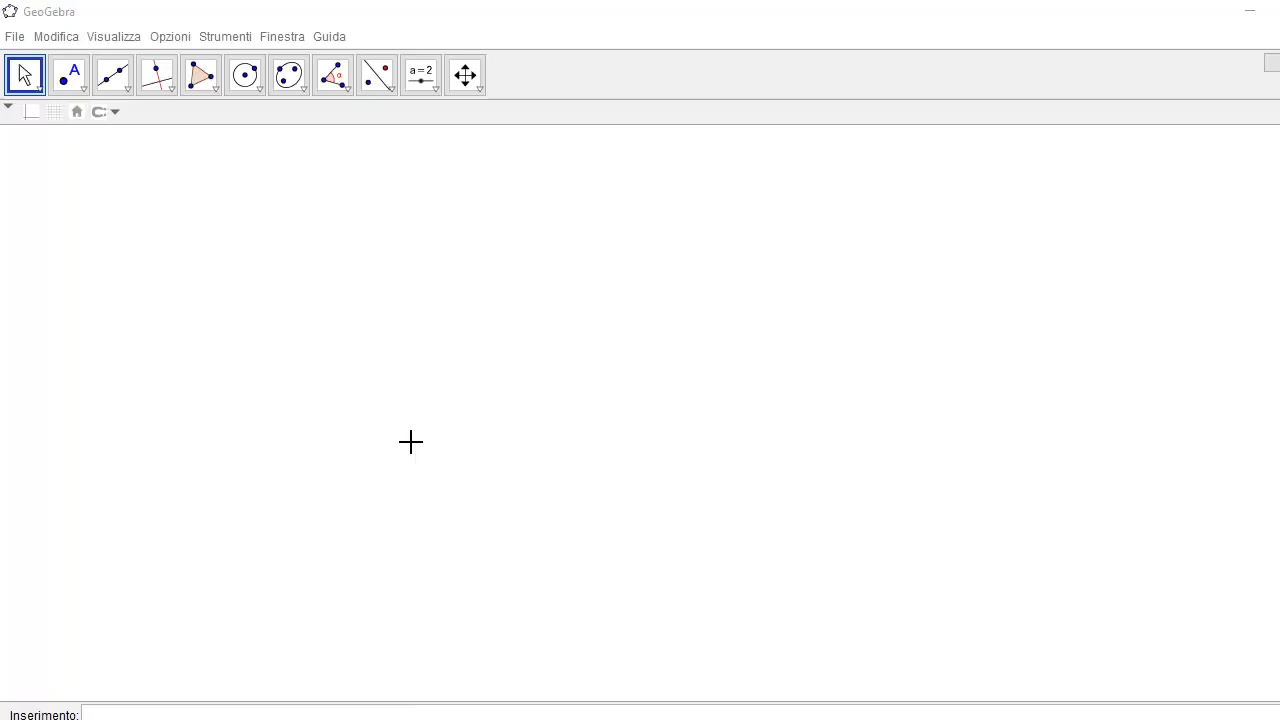 GeoGebra
File Modifica Visualizza Opzioni Strumenti Finestra Guida
A α a=2
Inserimento: